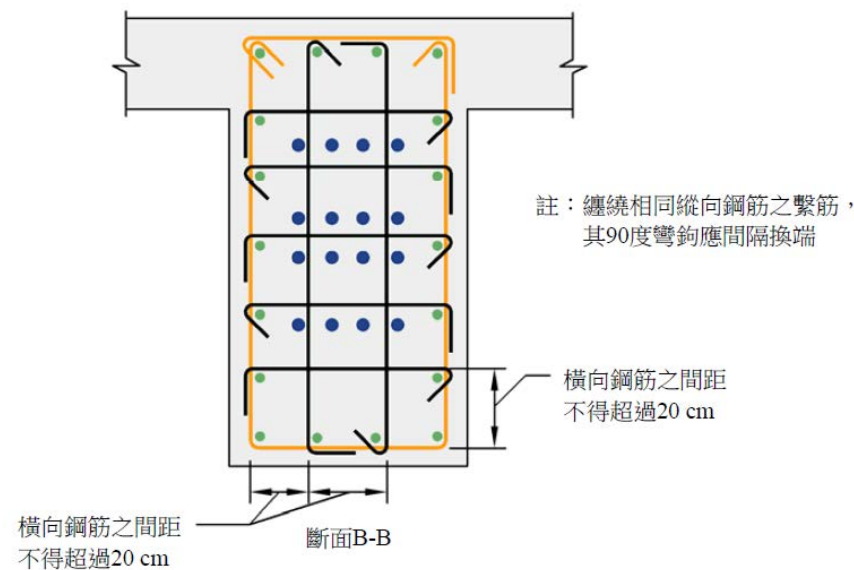 註：纏繞相同縱向鋼筋之繫筋，
其90度彎鉤應間隔換端
橫向鋼筋之間距
不得超過20 cm
橫向鋼筋之間距
不得超過20 cm
斷面B-B